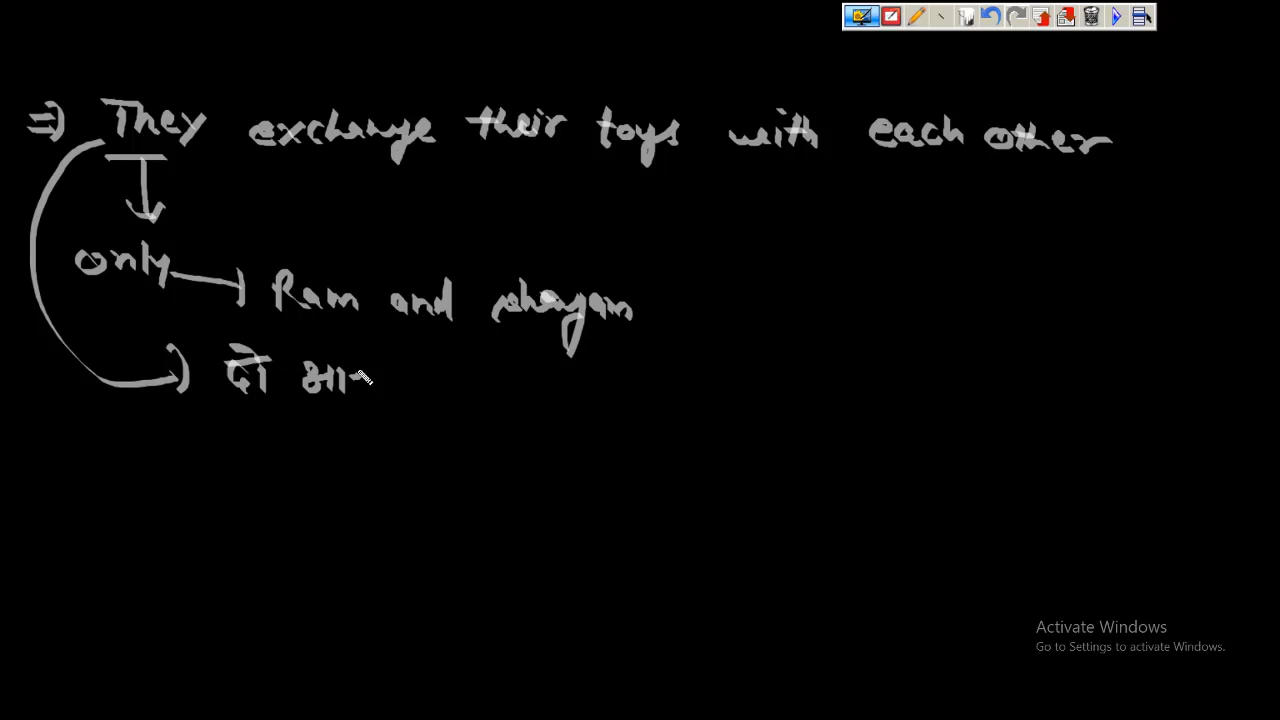 ⇒ They exchange their toys with each other
only → Ram and shayam
दो
Activate Windows
Go to Settings to activate Windows.